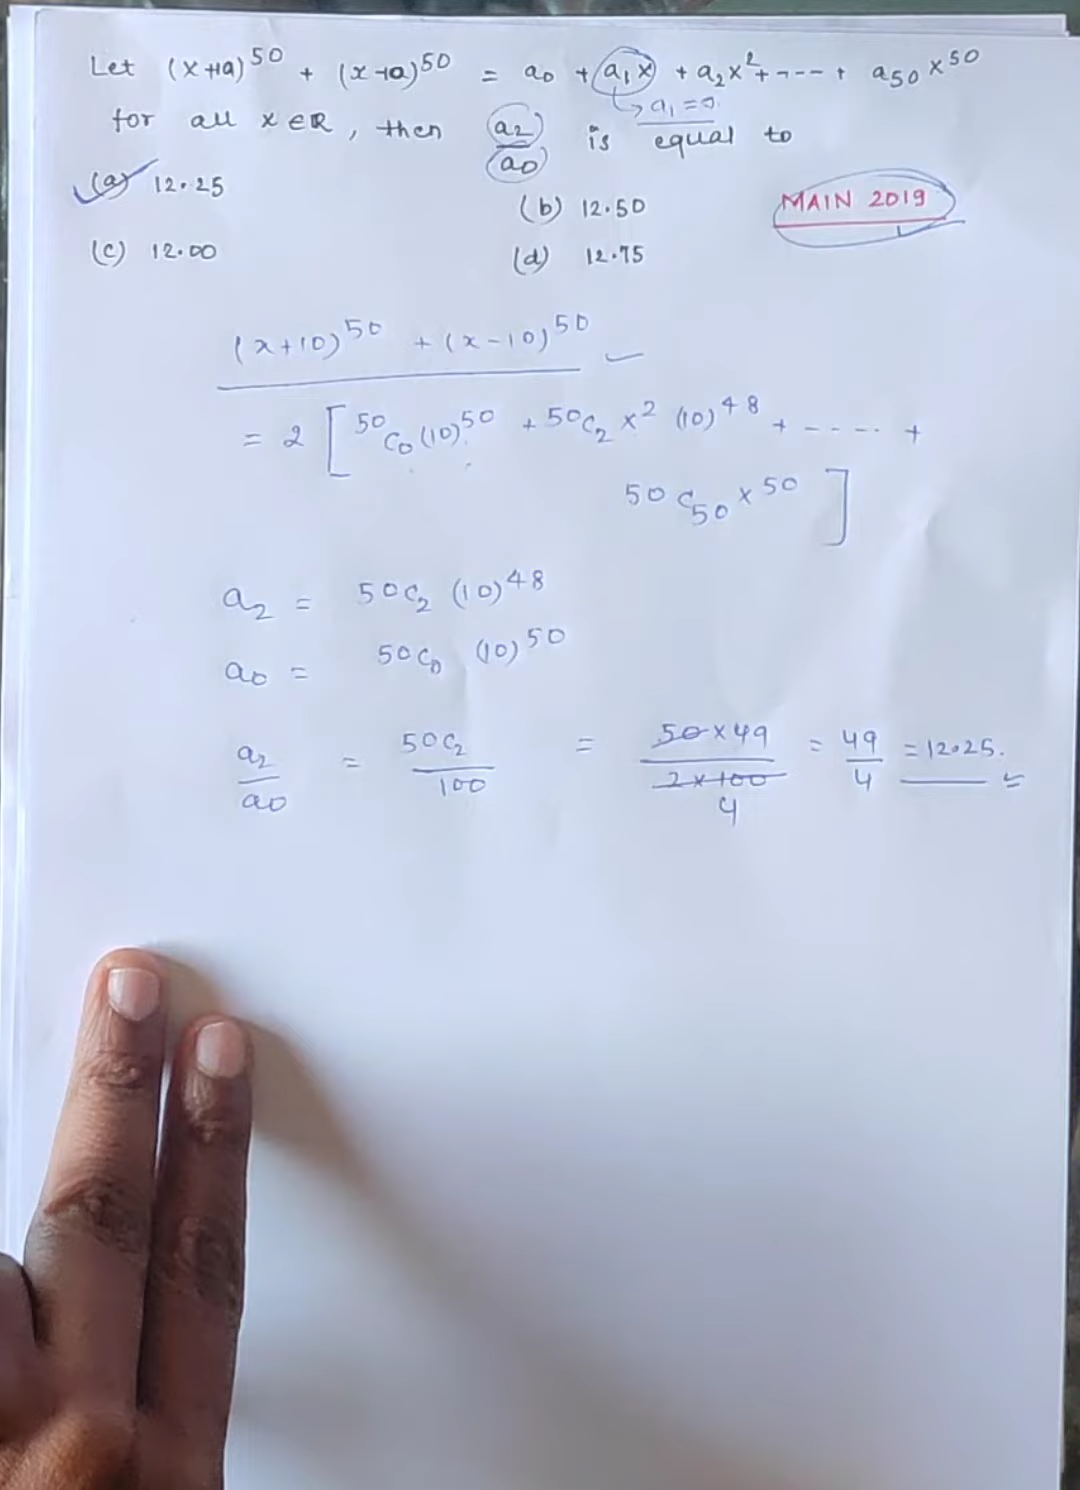 Let (x+a)^50 + (x-a)^50 = a0 + a1x + a2x^2 + ---- + a50 x^50
→ a1 = 0
for all x ∈ R, then a2/a0 is equal to
(a) 12.25
(b) 12.50
MAIN 2019
(c) 12.00
(d) 12.75
(x+10)^50 + (x-10)^50
= 2 [ 50C0 (10)^50 + 50C2 x^2 (10)^48 + ----- +
50C50 x^50 ]
a2 = 50C2 (10)^48
a0 = 50C0 (10)^50
a2/a0 = 50C2/100 = 50×49/2×100 4 = 49/4 = 12.25.